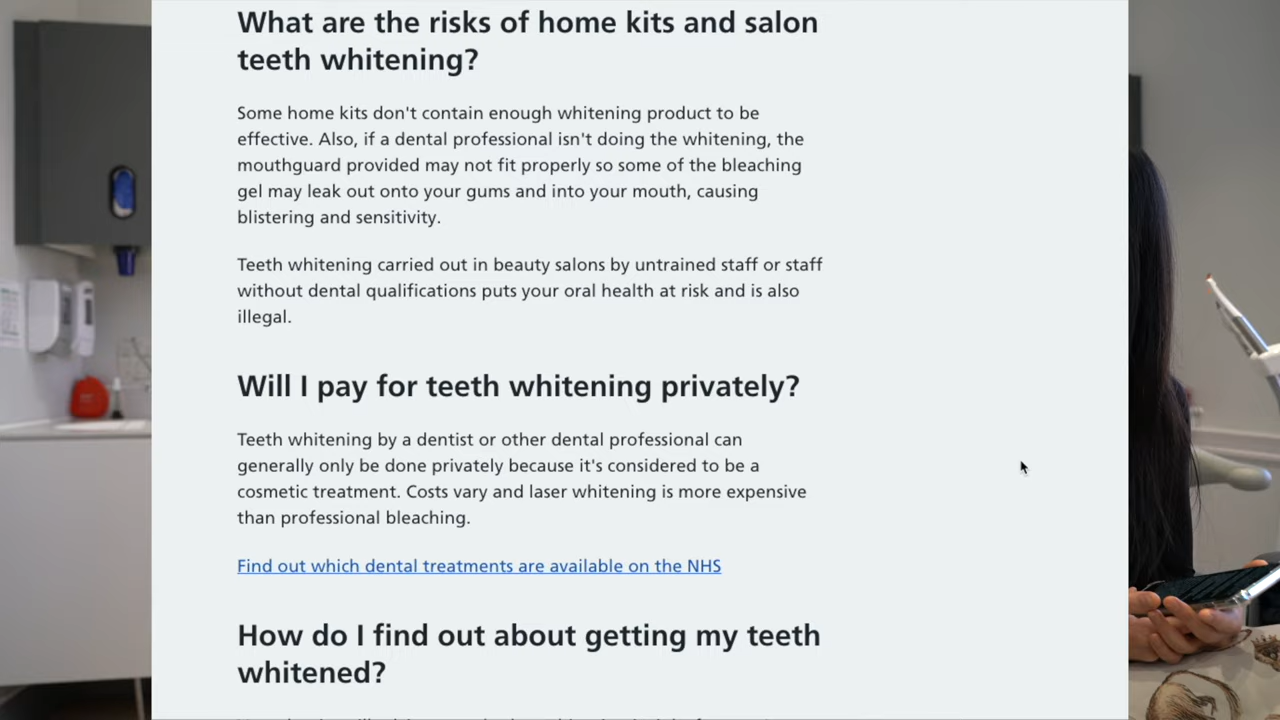 What are the risks of home kits and salon
teeth whitening?
Some home kits don't contain enough whitening product to be
effective. Also, if a dental professional isn't doing the whitening, the
mouthguard provided may not fit properly so some of the bleaching
gel may leak out onto your gums and into your mouth, causing
blistering and sensitivity.
Teeth whitening carried out in beauty salons by untrained staff or staff
without dental qualifications puts your oral health at risk and is also
illegal.
Will I pay for teeth whitening privately?
Teeth whitening by a dentist or other dental professional can
generally only be done privately because it's considered to be a
cosmetic treatment. Costs vary and laser whitening is more expensive
than professional bleaching.
Find out which dental treatments are available on the NHS
How do I find out about getting my teeth
whitened?